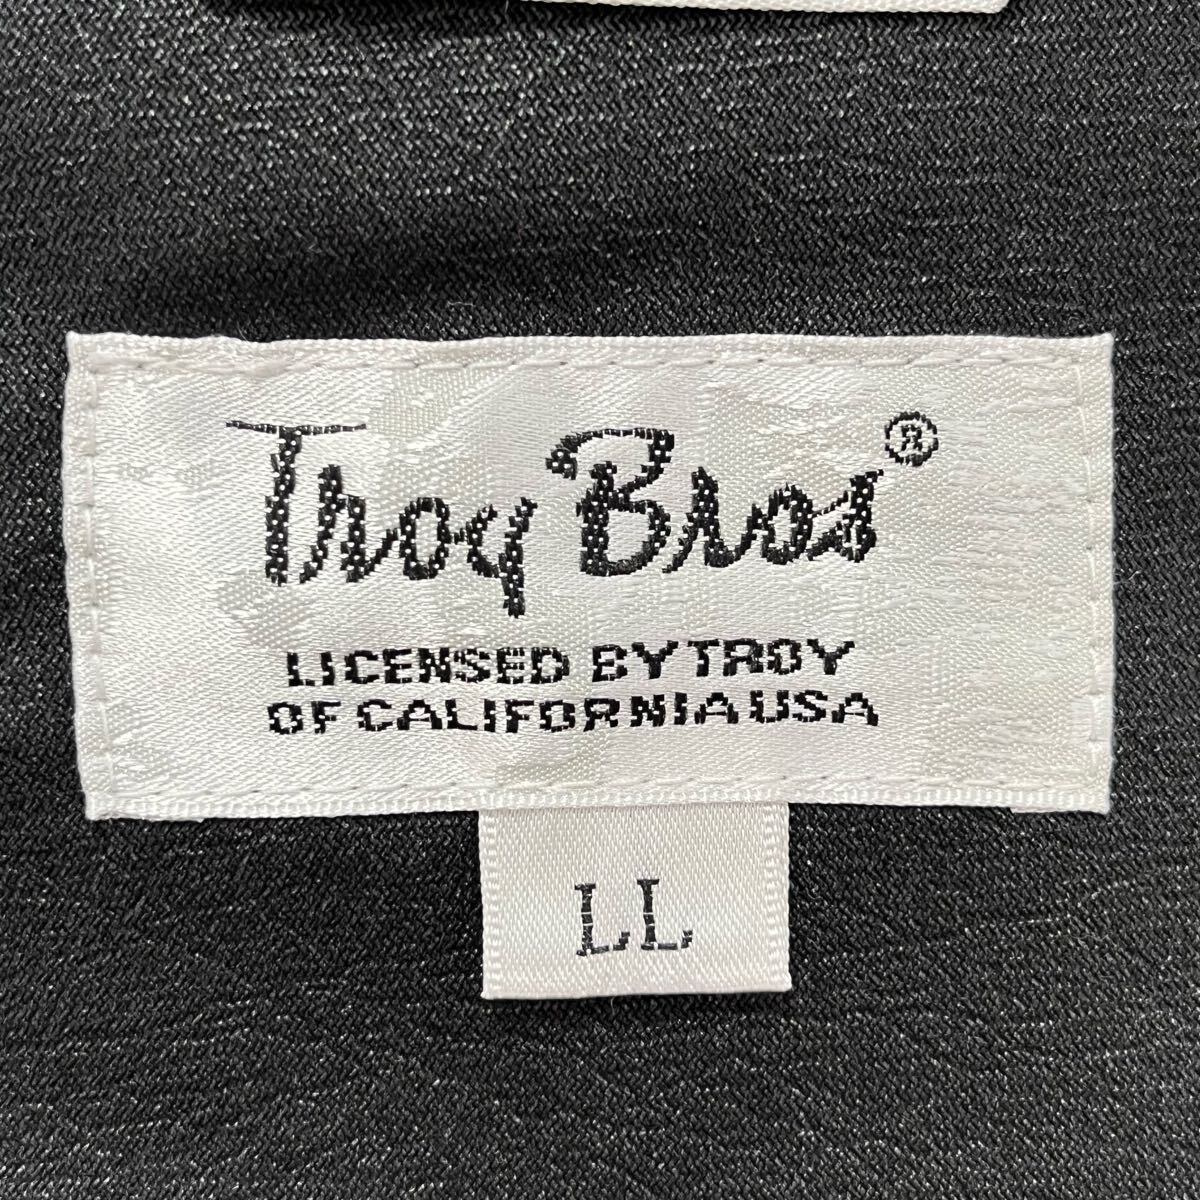 Troy Bros®
LICENSED BY TROY
OF CALIFORNIA USA
LL